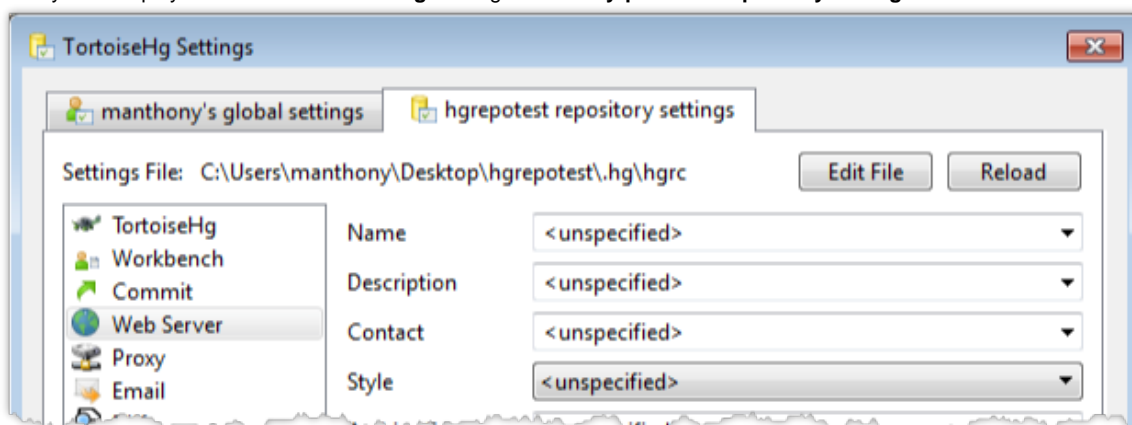 TortoiseHg Settings
manthony's global settings
hgrepotest repository settings
Settings File: C:\Users\manthony\Desktop\hgrepotest\.hg\hgrc
Edit File
Reload
TortoiseHg
Workbench
Commit
Web Server
Proxy
Email
Name
<unspecified>
Description
<unspecified>
Contact
<unspecified>
Style
<unspecified>